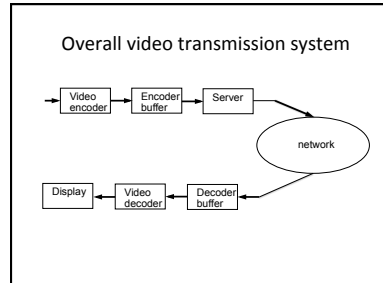 Overall video transmission system
Video
encoder
Encoder
buffer
Server
network
Display
Video
decoder
Decoder
buffer